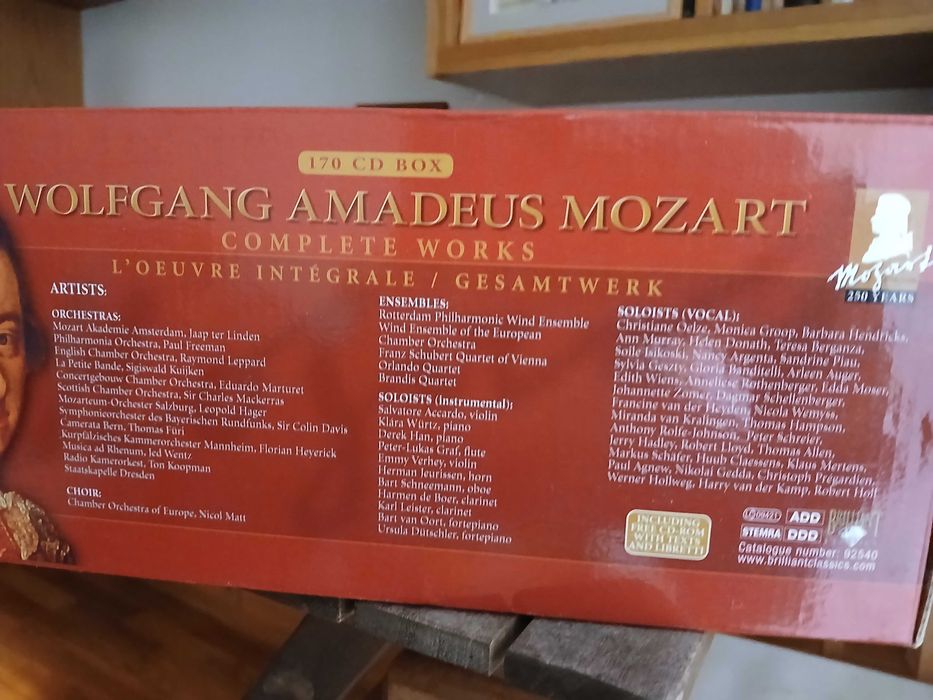 170 CD BOX
WOLFGANG AMADEUS MOZART
COMPLETE WORKS
L'OEUVRE INTÉGRALE / GESAMTWERK
Mozart
250 YEARS
ARTISTS:
ORCHESTRAS:
Mozart Akademie Amsterdam, Jaap ter Linden
Philharmonia Orchestra, Paul Freeman
English Chamber Orchestra, Raymond Leppard
La Petite Bande, Sigiswald Kuijken
Concertgebouw Chamber Orchestra, Eduardo Marturet
Scottish Chamber Orchestra, Sir Charles Mackerras
Mozarteum-Orchester Salzburg, Leopold Hager
Symphonieorchester des Bayerischen Rundfunks, Sir Colin Davis
Camerata Bern, Thomas Füri
Kurpfälzisches Kammerorchester Mannheim, Florian Heyerick
Musica ad Rhenum, Jed Wentz
Radio Kamerorkest, Ton Koopman
Staatskapelle Dresden
CHOIR:
Chamber Orchestra of Europe, Nicol Matt
ENSEMBLES:
Rotterdam Philharmonic Wind Ensemble
Wind Ensemble of the European
Chamber Orchestra
Franz Schubert Quartet of Vienna
Orlando Quartet
Brandis Quartet
SOLOISTS (Instrumental):
Salvatore Accardo, violin
Klára Würtz, piano
Derek Han, piano
Peter-Lukas Graf, flute
Jimmy Verhey, violin
Herman Jeurissen, horn
Bart Schneemann, oboe
Harmen de Boer, clarinet
Karl Leister, clarinet
Bart van Oort, fortepiano
Ursula Dütschler, fortepiano
SOLOISTS (VOCAL):
Christiane Oelze, Monica Groop, Barbara Hendricks,
Ann Murray, Helen Donath, Teresa Berganza,
Soile Isikoski, Nancy Argenta, Sandrine Piau,
Sylvia Geszty, Gloria Banditelli, Arleen Auger,
Edith Wiens, Anneliese Rothenberger, Edda Moser,
Johannette Zomer, Dagmar Schellenberger,
Francine van der Heyden, Nicola Wemyss,
Miranda van Kralingen, Thomas Hampson,
Anthony Rolfe-Johnson, Peter Schreier,
Jerry Hadley, Robert Lloyd, Thomas Allen,
Markus Schäfer, Huub Claessens, Klaus Mertens,
Paul Agnew, Nikolai Gedda, Christoph Prégardien,
Werner Hollweg, Harry van der Kamp, Robert Holl
INCLUDING
FREE CD-ROM
WITH TEXTS
AND LIBRETTI
ADD
STEMRA DDD
Catalogue number: 92540
www.brilliantclassics.com